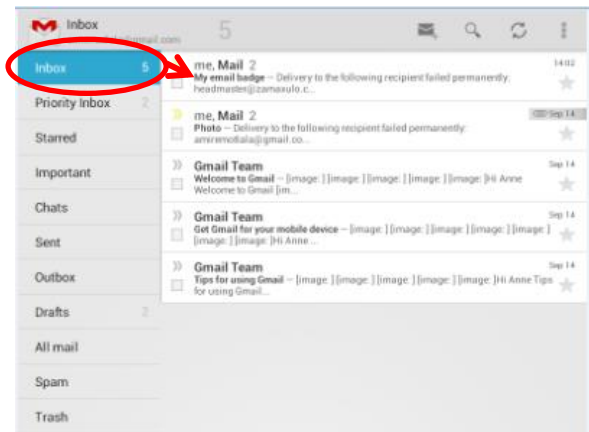 Inbox
5
Inbox 5
Priority Inbox 2
Starred
Important
Chats
Sent
Outbox
Drafts 2
All mail
Spam
Trash
me, Mail 2 14:02
My email badge – Delivery to the following recipient failed permanently:
headmaster@zamaxulo.c...
me, Mail 2 Sep 14
Photo – Delivery to the following recipient failed permanently:
@gmail.co...
Gmail Team Sep 14
Welcome to Gmail – [image: ] [image: ] [image: ] [image: ] [image: ]Hi Anne
Welcome to Gmail [im...
Gmail Team Sep 14
Get Gmail for your mobile device – [image: ] [image: ] [image: ] [image: ] [image: ]
[image: ] [image: ]Hi Anne...
Gmail Team Sep 14
Tips for using Gmail – [image: ] [image: ] [image: ] [image: ] [image: ]Hi Anne Tips
for using Gmail...